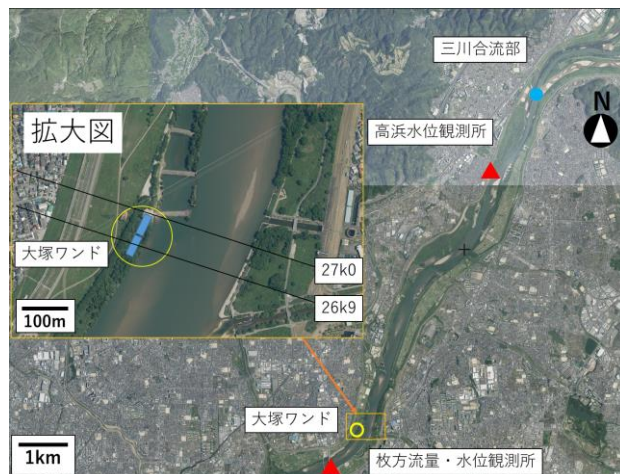 三川合流部
N
高浜水位観測所
拡大図
大塚ワンド
27k0
26k9
100m
大塚ワンド
1km
枚方流量・水位観測所